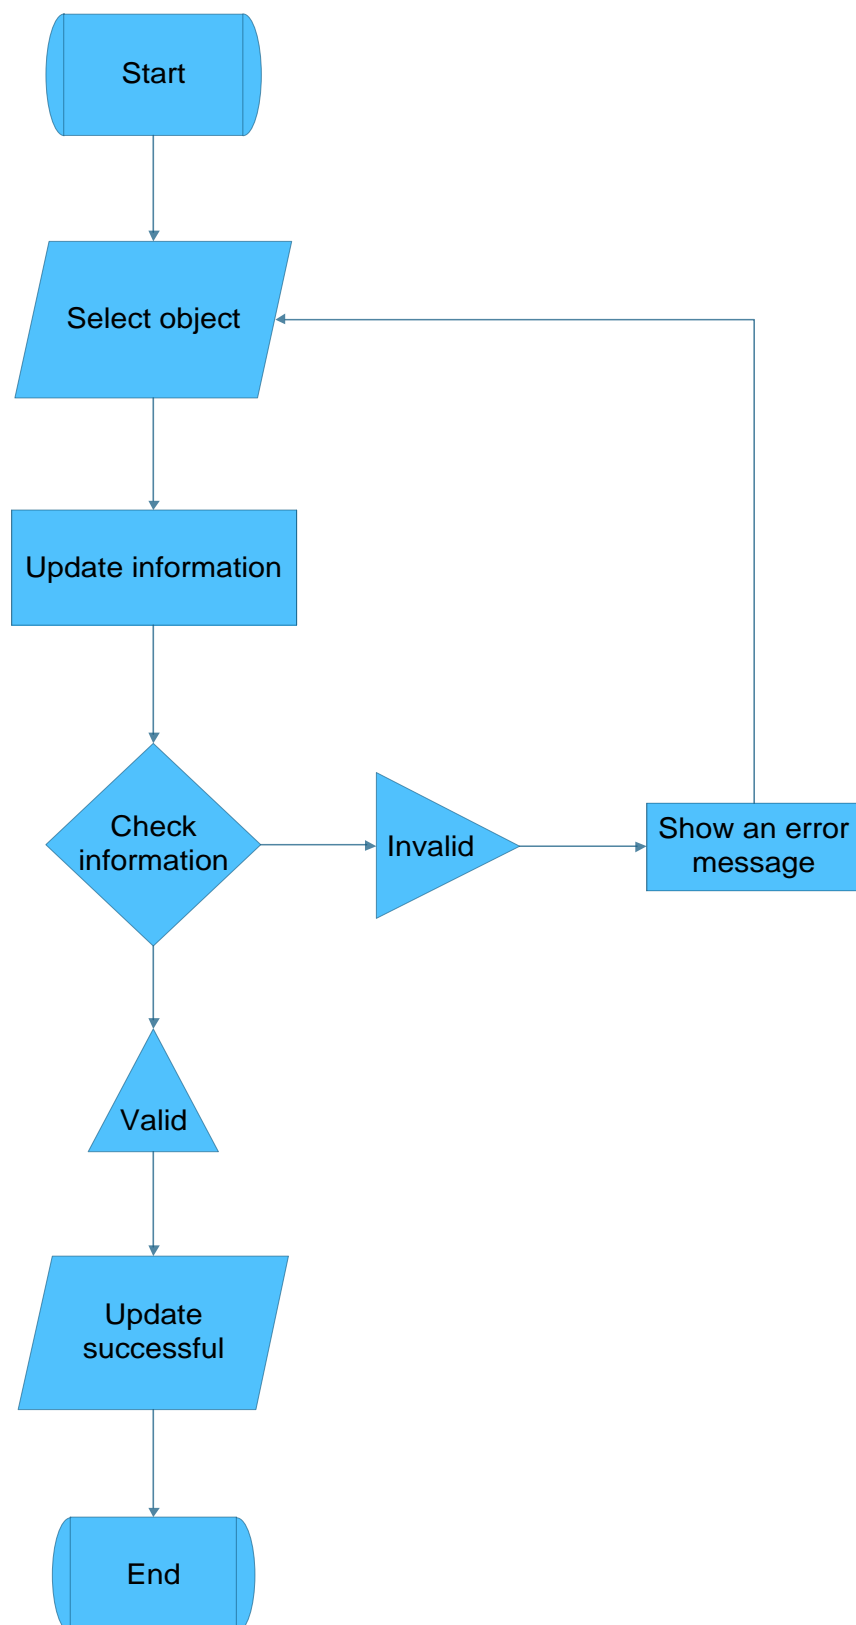 Start
Select object
Update information
Check
information
Invalid
Show an error
message
Valid
Update
successful
End